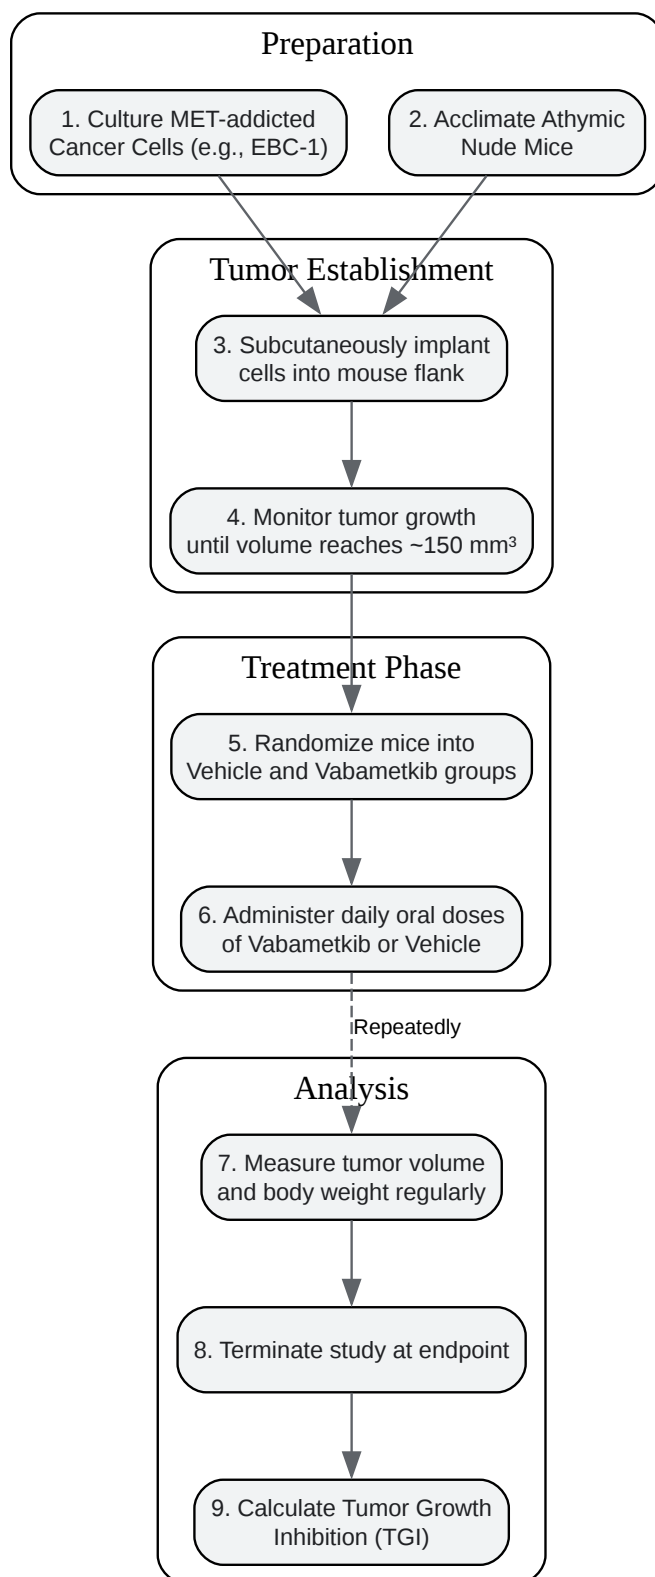 Preparation
1. Culture MET-addicted
Cancer Cells (e.g., EBC-1)
2. Acclimate Athymic
Nude Mice
Tumor Establishment
3. Subcutaneously implant
cells into mouse flank
4. Monitor tumor growth
until volume reaches ~150 mm³
Treatment Phase
5. Randomize mice into
Vehicle and Vabametkib groups
6. Administer daily oral doses
of Vabametkib or Vehicle
Repeatedly
Analysis
7. Measure tumor volume
and body weight regularly
8. Terminate study at endpoint
9. Calculate Tumor Growth
Inhibition (TGI)